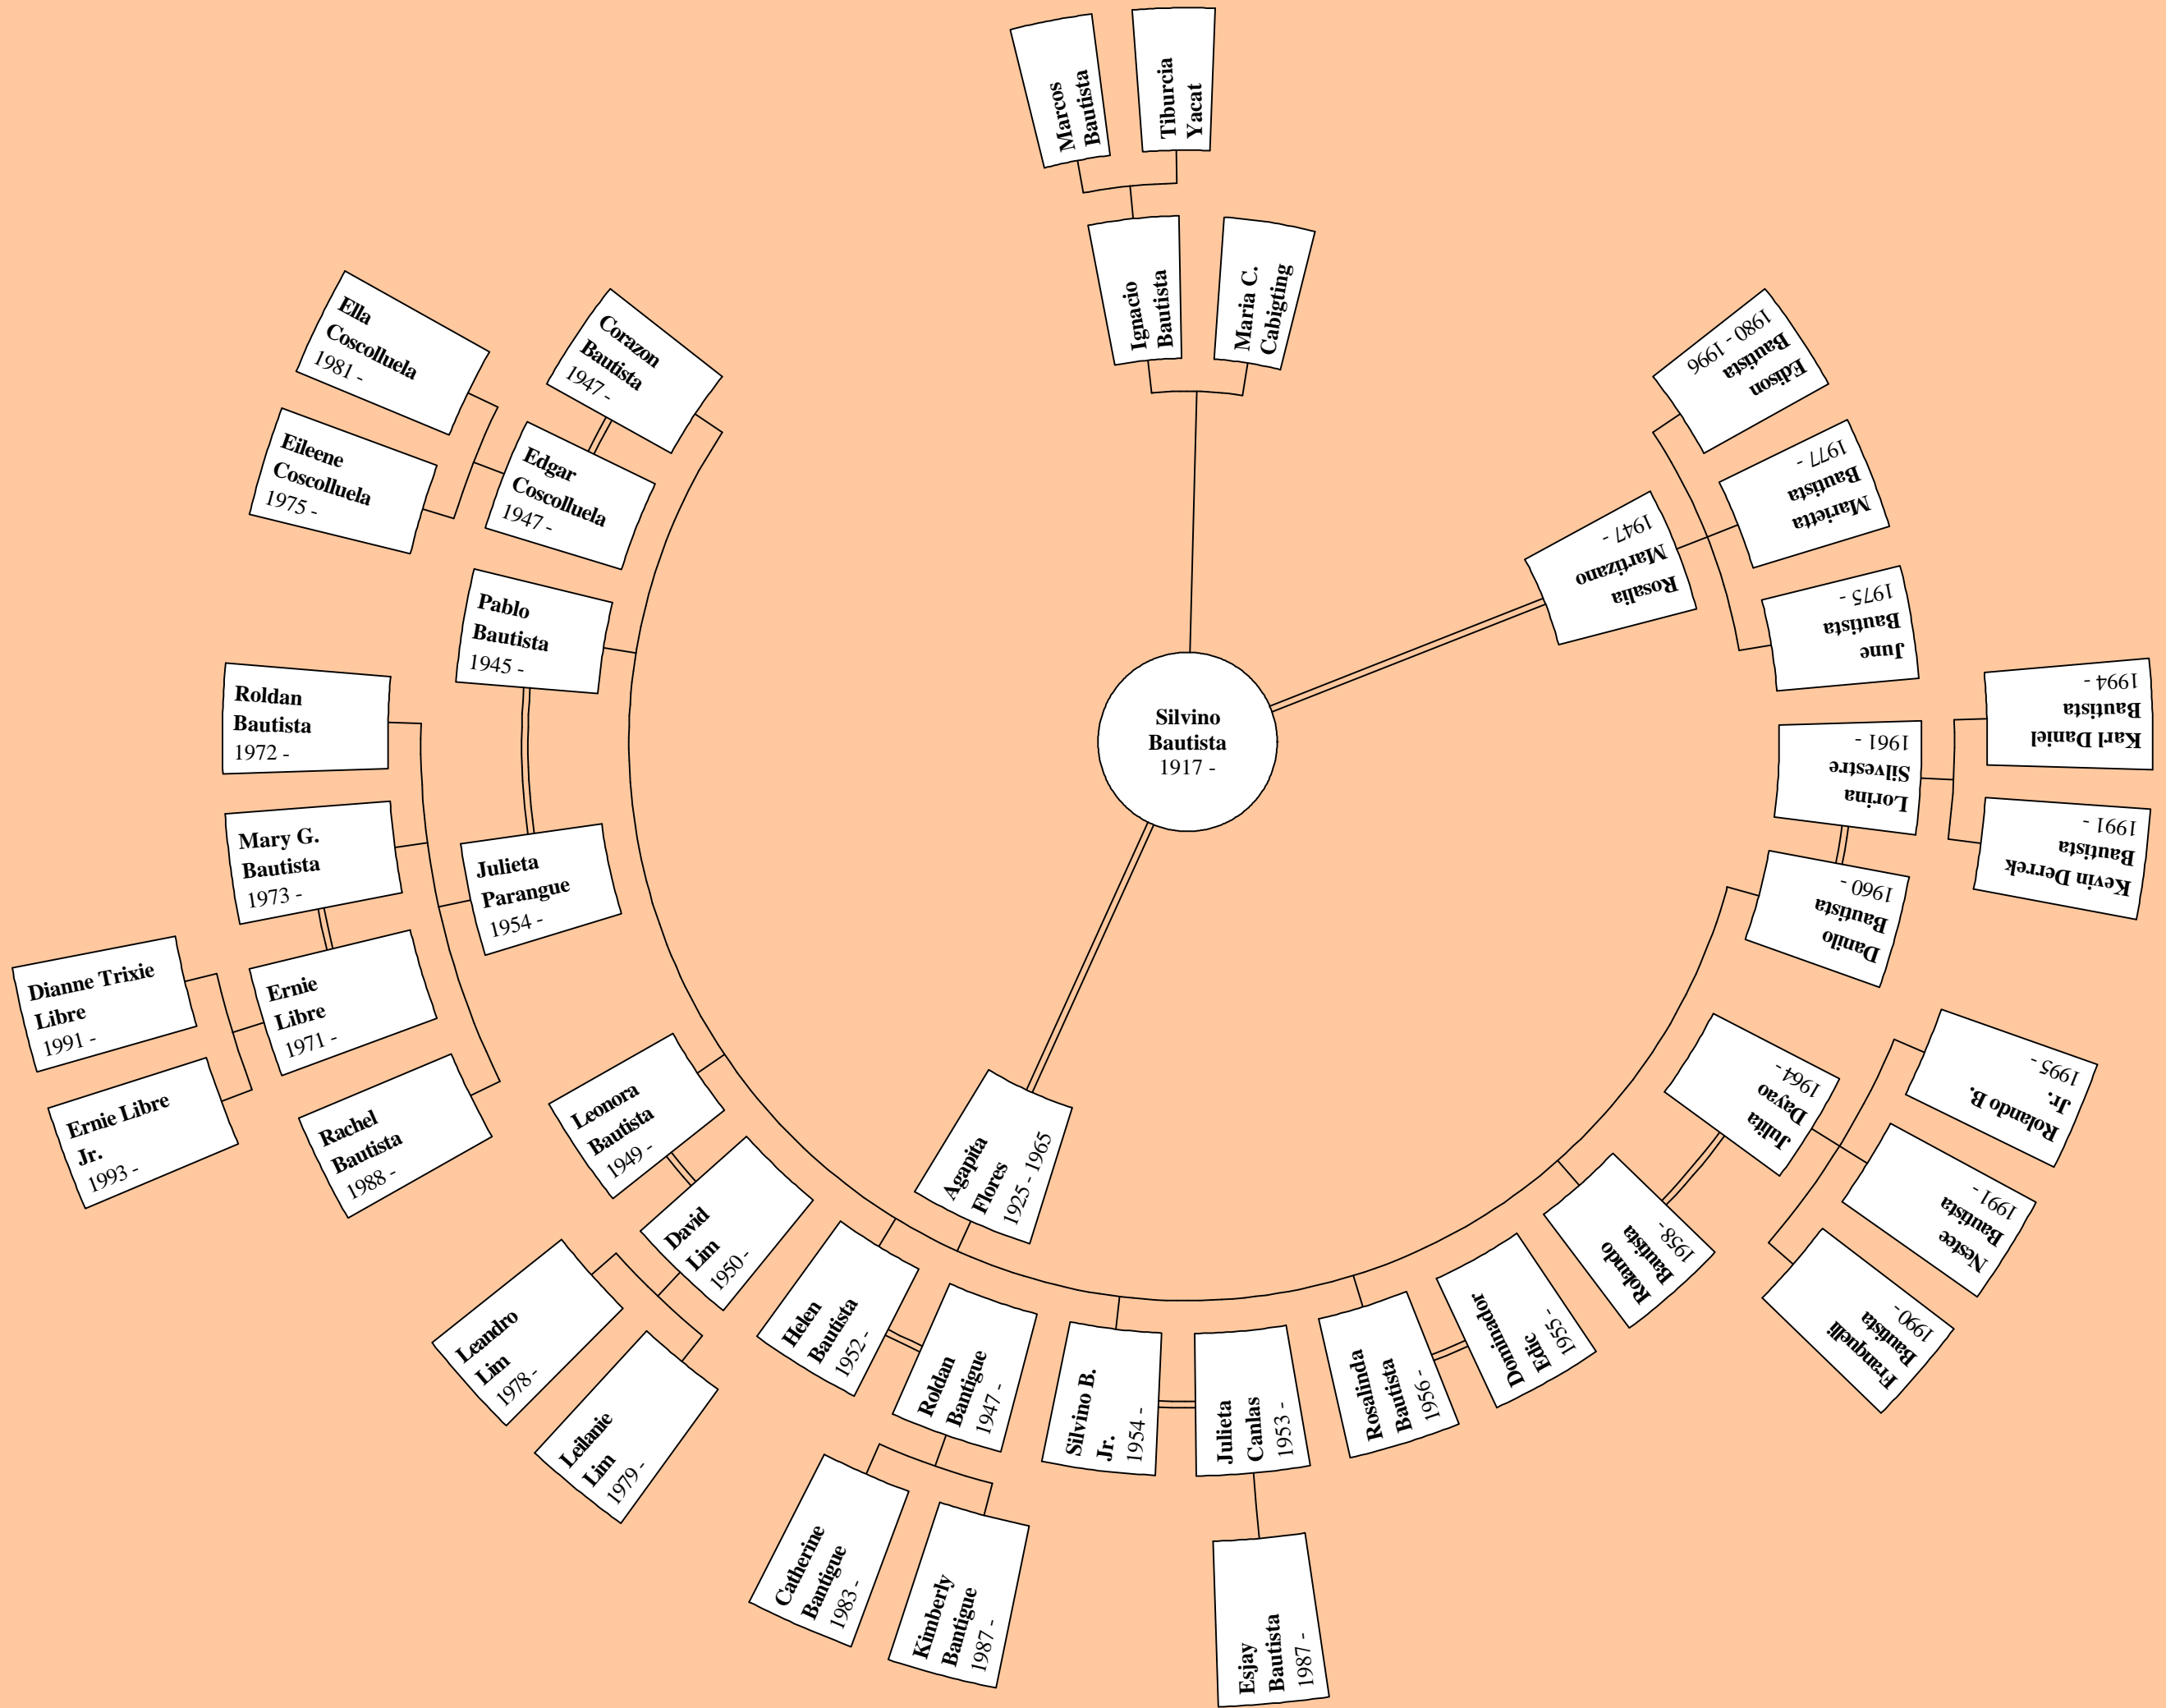 Marcos
Bautista
Tiburcia
Yacat
Ignacio
Bautista
Maria C.
Cabigting
Silvino
Bautista
1917 -
Ella
Coscolluela
1981 -
Eileene
Coscolluela
1975 -
Corazon
Bautista
1947 -
Edgar
Coscolluela
1947 -
Pablo
Bautista
1945 -
Julieta
Parangue
1954 -
Roldan
Bautista
1972 -
Mary G.
Bautista
1973 -
Ernie
Libre
1971 -
Dianne Trixie
Libre
1991 -
Ernie Libre
Jr.
1993 -
Rachel
Bautista
1988 -
Leonora
Bautista
1949 -
David
Lim
1950 -
Leandro
Lim
1978 -
Leilanie
Lim
1979 -
Agapita
Flores
1925 - 1965
Helen
Bautista
1952 -
Roldan
Bantigue
1947 -
Catherine
Bantigue
1983 -
Kimberly
Bantigue
1987 -
Silvino B.
Jr.
1954 -
Julieta
Canlas
1953 -
Esjay
Bautista
1987 -
Rosalinda
Bautista
1956 -
Dominador
Edic
1955 -
Rolando
Bautista
1958 -
Julita
Dayao
1964 -
Franquelli
Bautista
1990 -
Nestee
Bautista
1991 -
Rolando B.
Jr.
1995 -
Danilo
Bautista
1960 -
Lorina
Silvestre
1961 -
Kevin Derrek
Bautista
1991 -
Karl Daniel
Bautista
1994 -
Rosalia
Martizano
1947 -
June
Bautista
1975 -
Marietta
Bautista
1977 -
Edison
Bautista
1980 - 1996